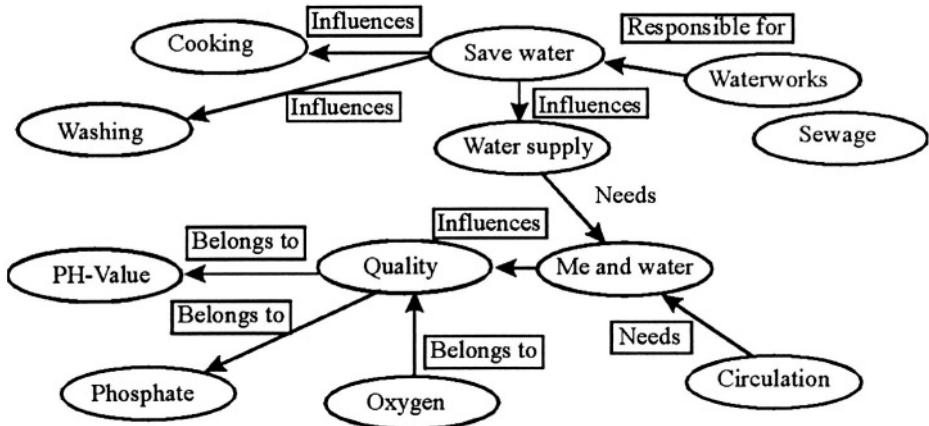 Influences
Responsible for
Cooking
Save water
Waterworks
Influences
Influences
Washing
Sewage
Water supply
Needs
Influences
Belongs to
PH-Value
Quality
Me and water
Belongs to
Belongs to
Needs
Phosphate
Oxygen
Circulation